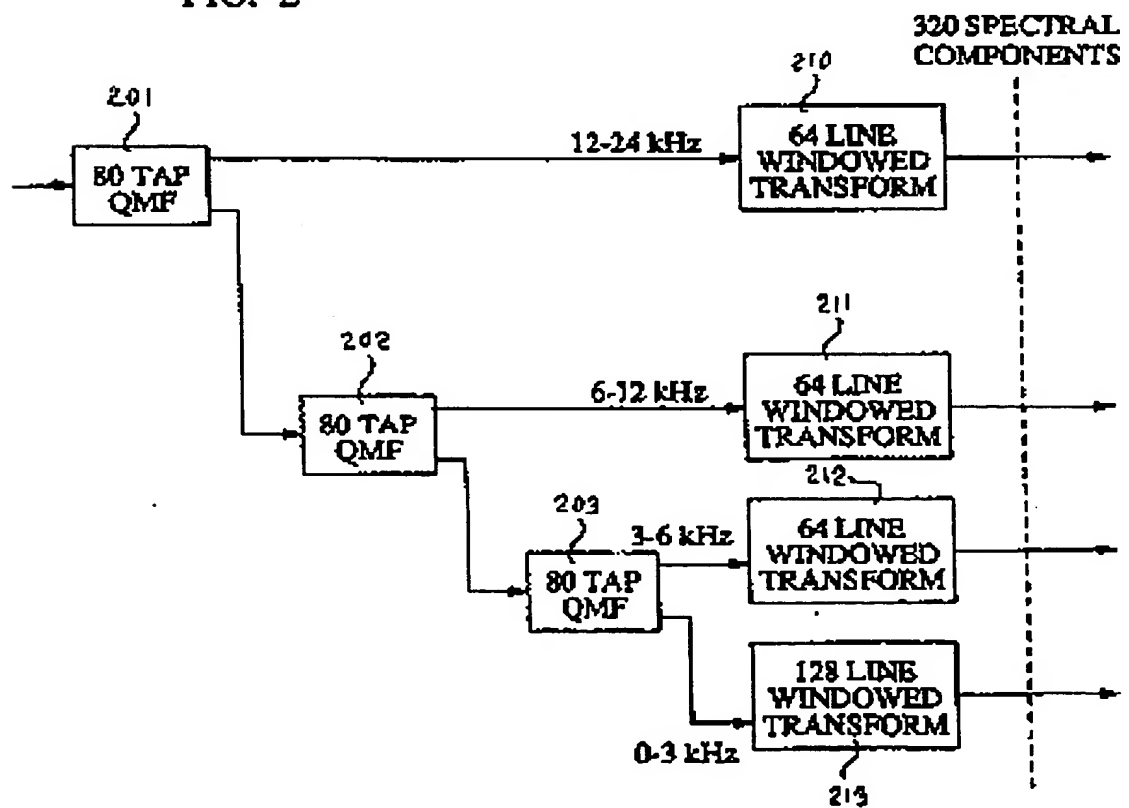 FIG. 2
320 SPECTRAL
COMPONENTS
201
80 TAP
QMF
12-24 kHz
210
64 LINE
WINDOWED
TRANSFORM
202
80 TAP
QMF
6-12 kHz
211
64 LINE
WINDOWED
TRANSFORM
203
80 TAP
QMF
3-6 kHz
212
64 LINE
WINDOWED
TRANSFORM
0-3 kHz
128 LINE
WINDOWED
TRANSFORM
213